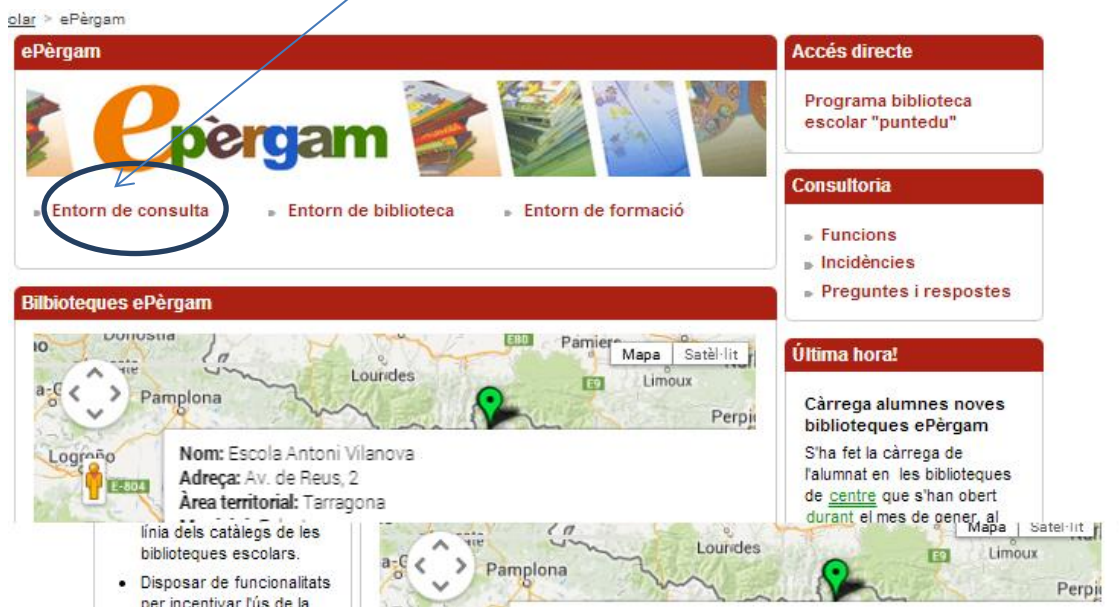 olar > ePèrgam
ePèrgam
epèrgam
Entorn de consulta
Entorn de biblioteca
Entorn de formació
Accés directe
Programa biblioteca
escolar "puntedu"
Consultoria
Funcions
Incidències
Preguntes i respostes
Bilbioteques ePèrgam
E80
Pamiers
Mapa
Satèl·lit
Lourdes
E9
Limoux
Pamplona
Perpi
Logroño
E-804
Nom: Escola Antoni Vilanova
Adreça: Av. de Reus, 2
Àrea territorial: Tarragona
Última hora!
Càrrega alumnes noves
biblioteques ePèrgam
S'ha fet la càrrega de
l'alumnat en les biblioteques
de centre que s'han obert
durant el mes de gener, al
línia dels catàlegs de les
biblioteques escolars.
Disposar de funcionalitats
per incentivar l'ús de la
Mapa
Satèl·lit
Lourdes
E9
Limoux
Pamplona
Perpi